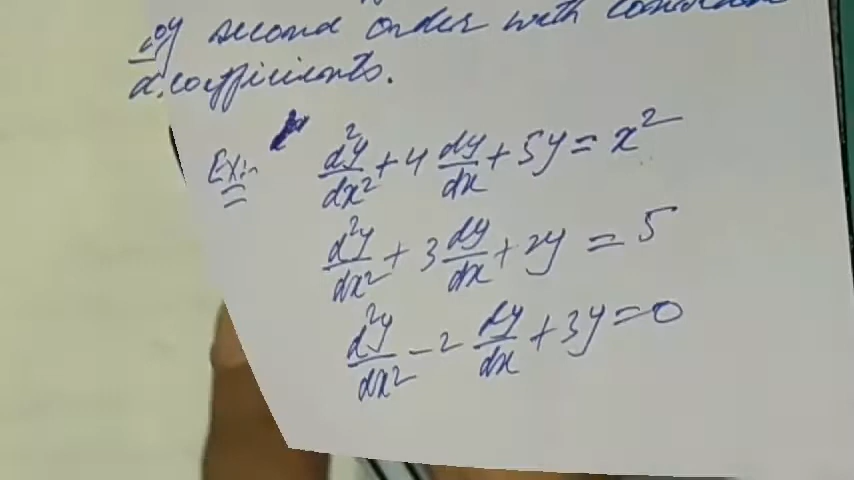 of second order with constant
coefficients.
Ex:- d²y/dx² + 4 dy/dx + 5y = x²
d²y/dx² + 3 dy/dx + 2y = 5
d²y/dx² - 2 dy/dx + 3y = 0